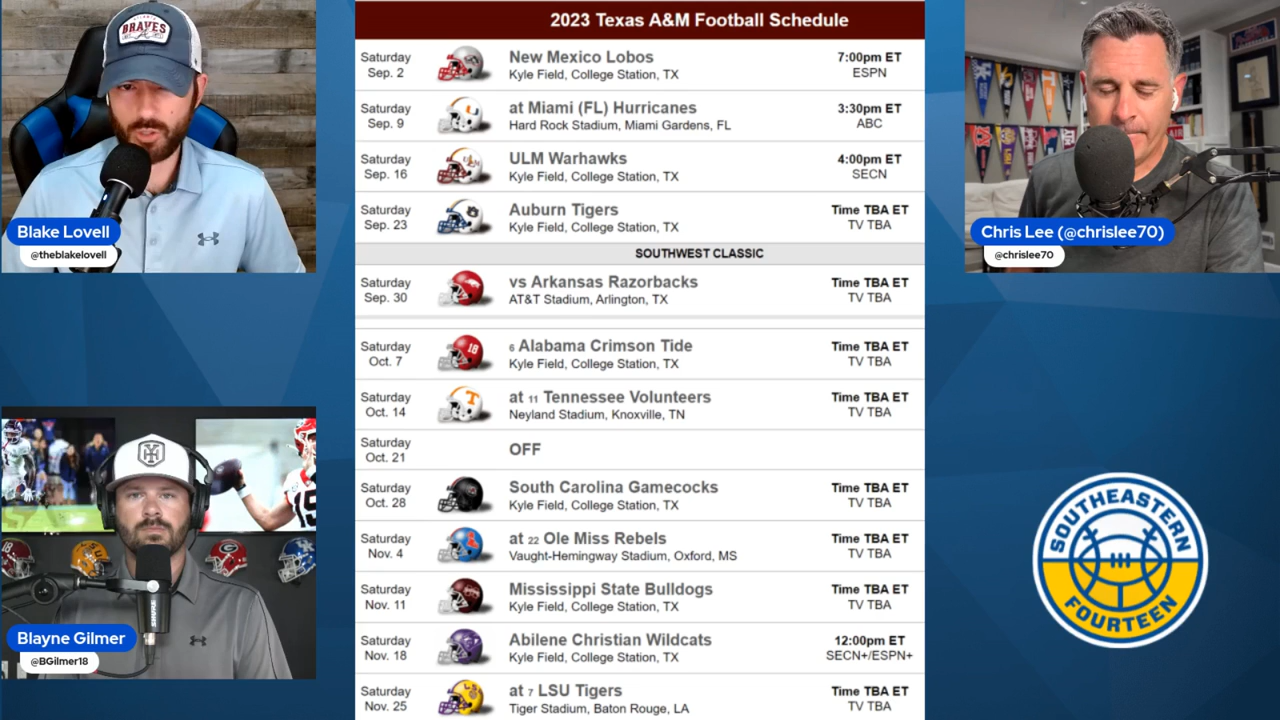 BRAVES
Blake Lovell
@theblakelovell
Blayne Gilmer
@BGilmer18
2023 Texas A&M Football Schedule
Saturday
Sep. 2
New Mexico Lobos
Kyle Field, College Station, TX
7:00pm ET
ESPN
Saturday
Sep. 9
at Miami (FL) Hurricanes
Hard Rock Stadium, Miami Gardens, FL
3:30pm ET
ABC
Saturday
Sep. 16
ULM Warhawks
Kyle Field, College Station, TX
4:00pm ET
SECN
Saturday
Sep. 23
Auburn Tigers
Kyle Field, College Station, TX
Time TBA ET
TV TBA
SOUTHWEST CLASSIC
Saturday
Sep. 30
vs Arkansas Razorbacks
AT&T Stadium, Arlington, TX
Time TBA ET
TV TBA
Saturday
Oct. 7
18
6 Alabama Crimson Tide
Kyle Field, College Station, TX
Time TBA ET
TV TBA
Saturday
Oct. 14
T
at 11 Tennessee Volunteers
Neyland Stadium, Knoxville, TN
Time TBA ET
TV TBA
Saturday
Oct. 21
OFF
Saturday
Oct. 28
South Carolina Gamecocks
Kyle Field, College Station, TX
Time TBA ET
TV TBA
Saturday
Nov. 4
at 22 Ole Miss Rebels
Vaught-Hemingway Stadium, Oxford, MS
Time TBA ET
TV TBA
Saturday
Nov. 11
Mississippi State Bulldogs
Kyle Field, College Station, TX
Time TBA ET
TV TBA
Saturday
Nov. 18
Abilene Christian Wildcats
Kyle Field, College Station, TX
12:00pm ET
SECN+/ESPN+
Saturday
Nov. 25
at 7 LSU Tigers
Tiger Stadium, Baton Rouge, LA
Time TBA ET
TV TBA
Chris Lee (@chrislee70)
@chrislee70
SOUTHEASTERN
FOURTEEN